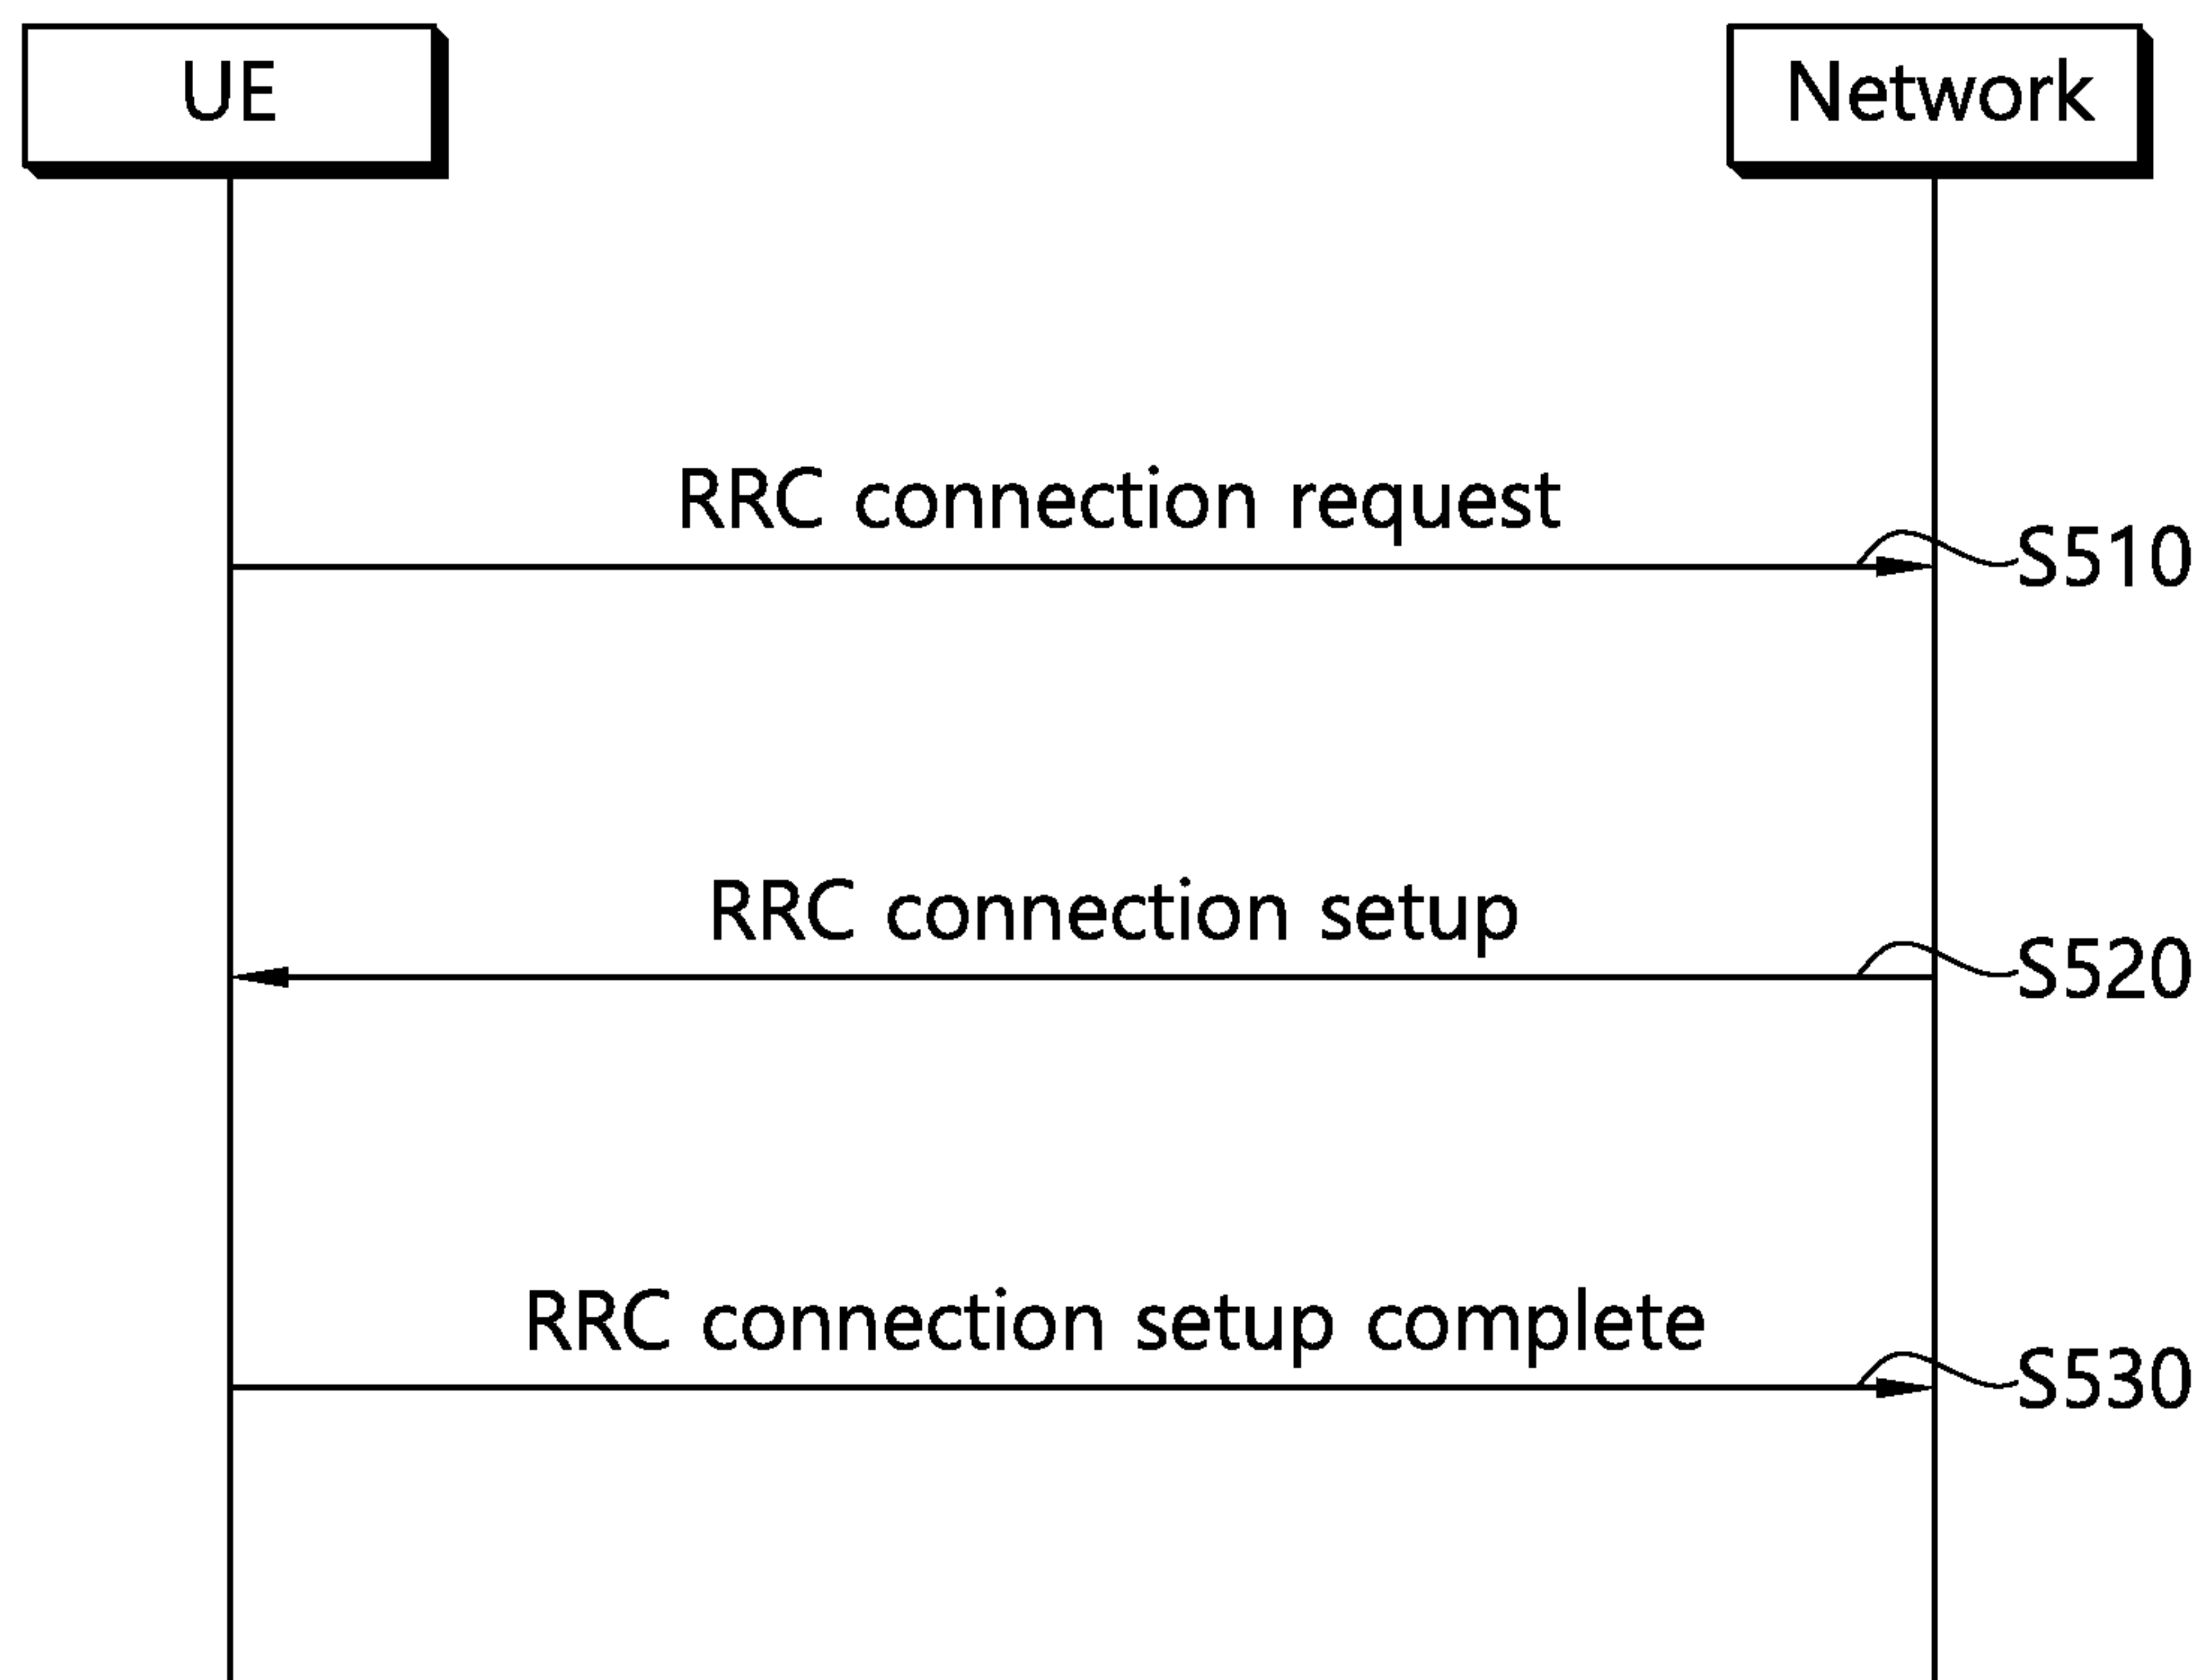 UE
Network
RRC connection request
S510
RRC connection setup
S520
RRC connection setup complete
S530